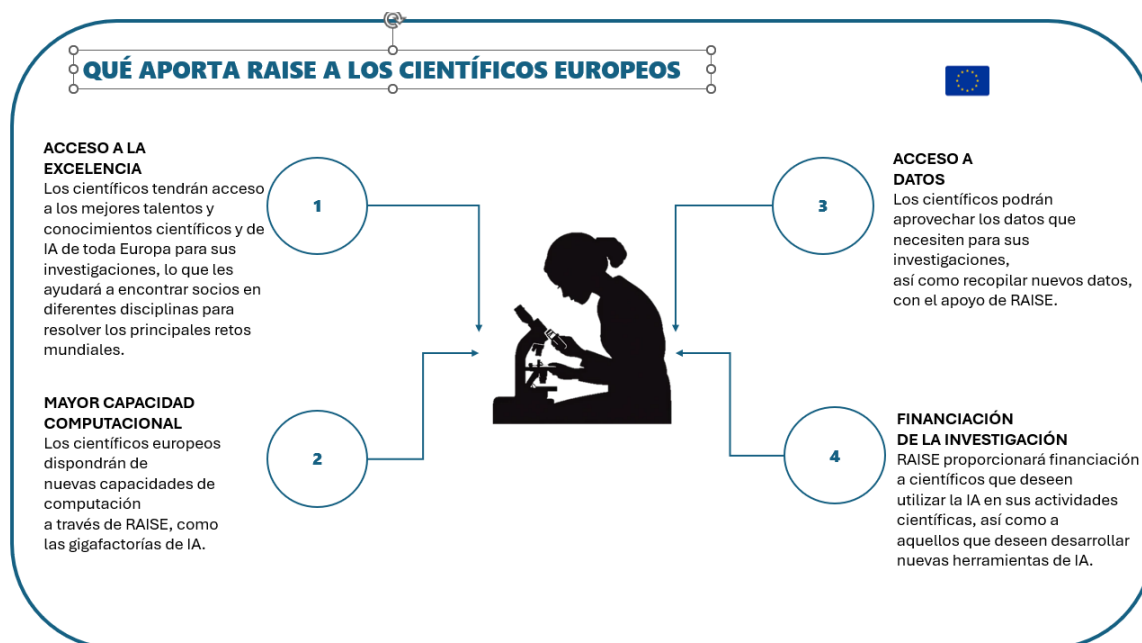 QUÉ APORTA RAISE A LOS CIENTÍFICOS EUROPEOS
ACCESO A LA
EXCELENCIA
Los científicos tendrán acceso
a los mejores talentos y
conocimientos científicos y de
IA de toda Europa para sus
investigaciones, lo que les
ayudará a encontrar socios en
diferentes disciplinas para
resolver los principales retos
mundiales.
1
MAYOR CAPACIDAD
COMPUTACIONAL
Los científicos europeos
dispondrán de
nuevas capacidades de
computación
a través de RAISE, como
las gigafactorías de IA.
2
3
ACCESO A
DATOS
Los científicos podrán
aprovechar los datos que
necesiten para sus
investigaciones,
así como recopilar nuevos datos,
con el apoyo de RAISE.
4
FINANCIACIÓN
DE LA INVESTIGACIÓN
RAISE proporcionará financiación
a científicos que deseen
utilizar la IA en sus actividades
científicas, así como a
aquellos que deseen desarrollar
nuevas herramientas de IA.